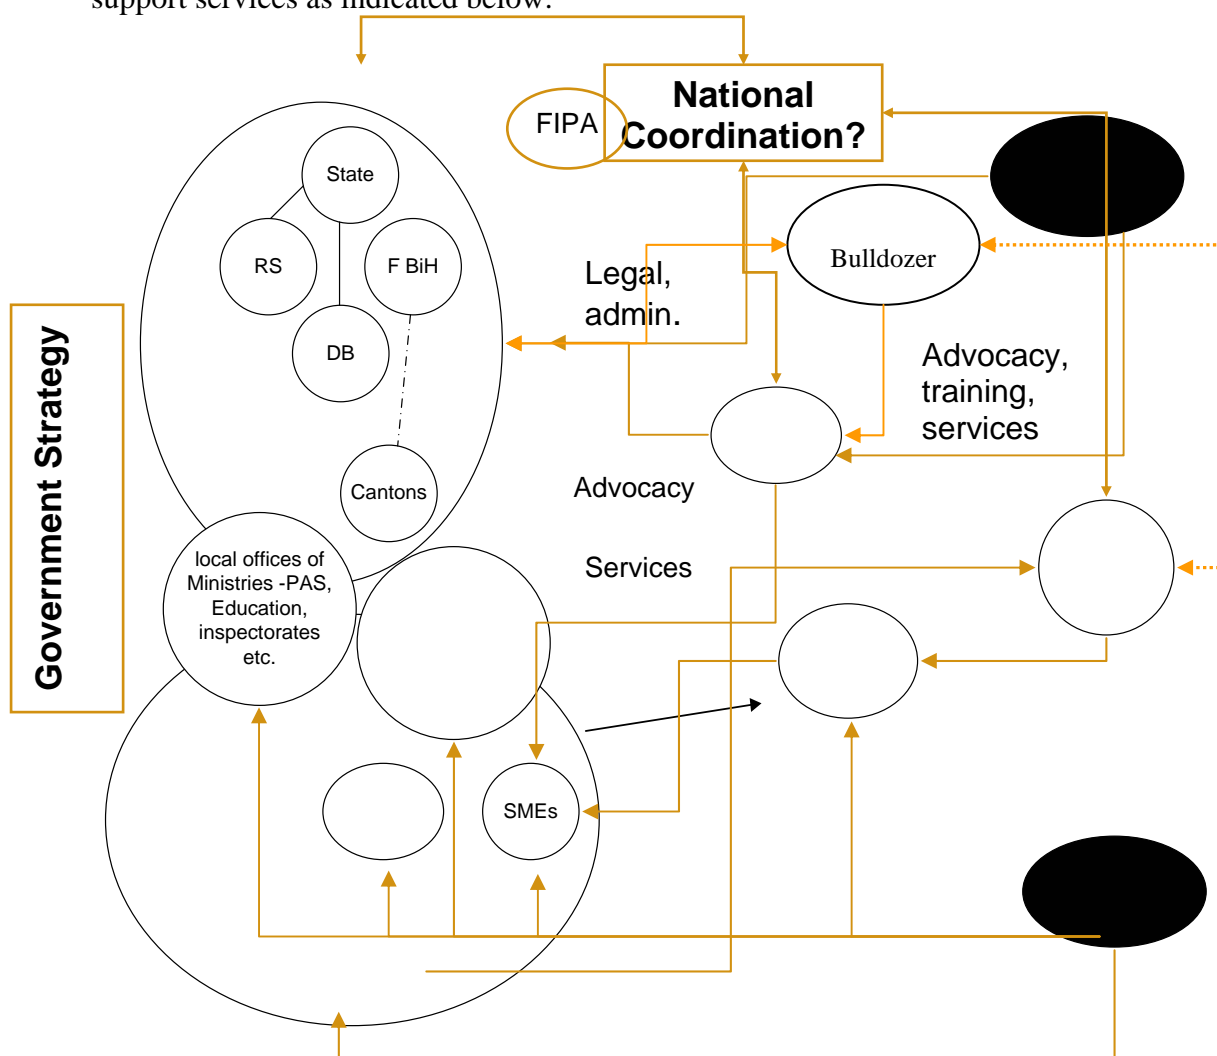 support services as indicated below:
National
Coordination?
FIPA
State
RS
F BiH
DB
Cantons
Bulldozer
Legal,
admin.
Advocacy,
training,
services
Advocacy
Services
Government Strategy
local offices of
Ministries -PAS,
Education,
inspectorates
etc.
SMEs